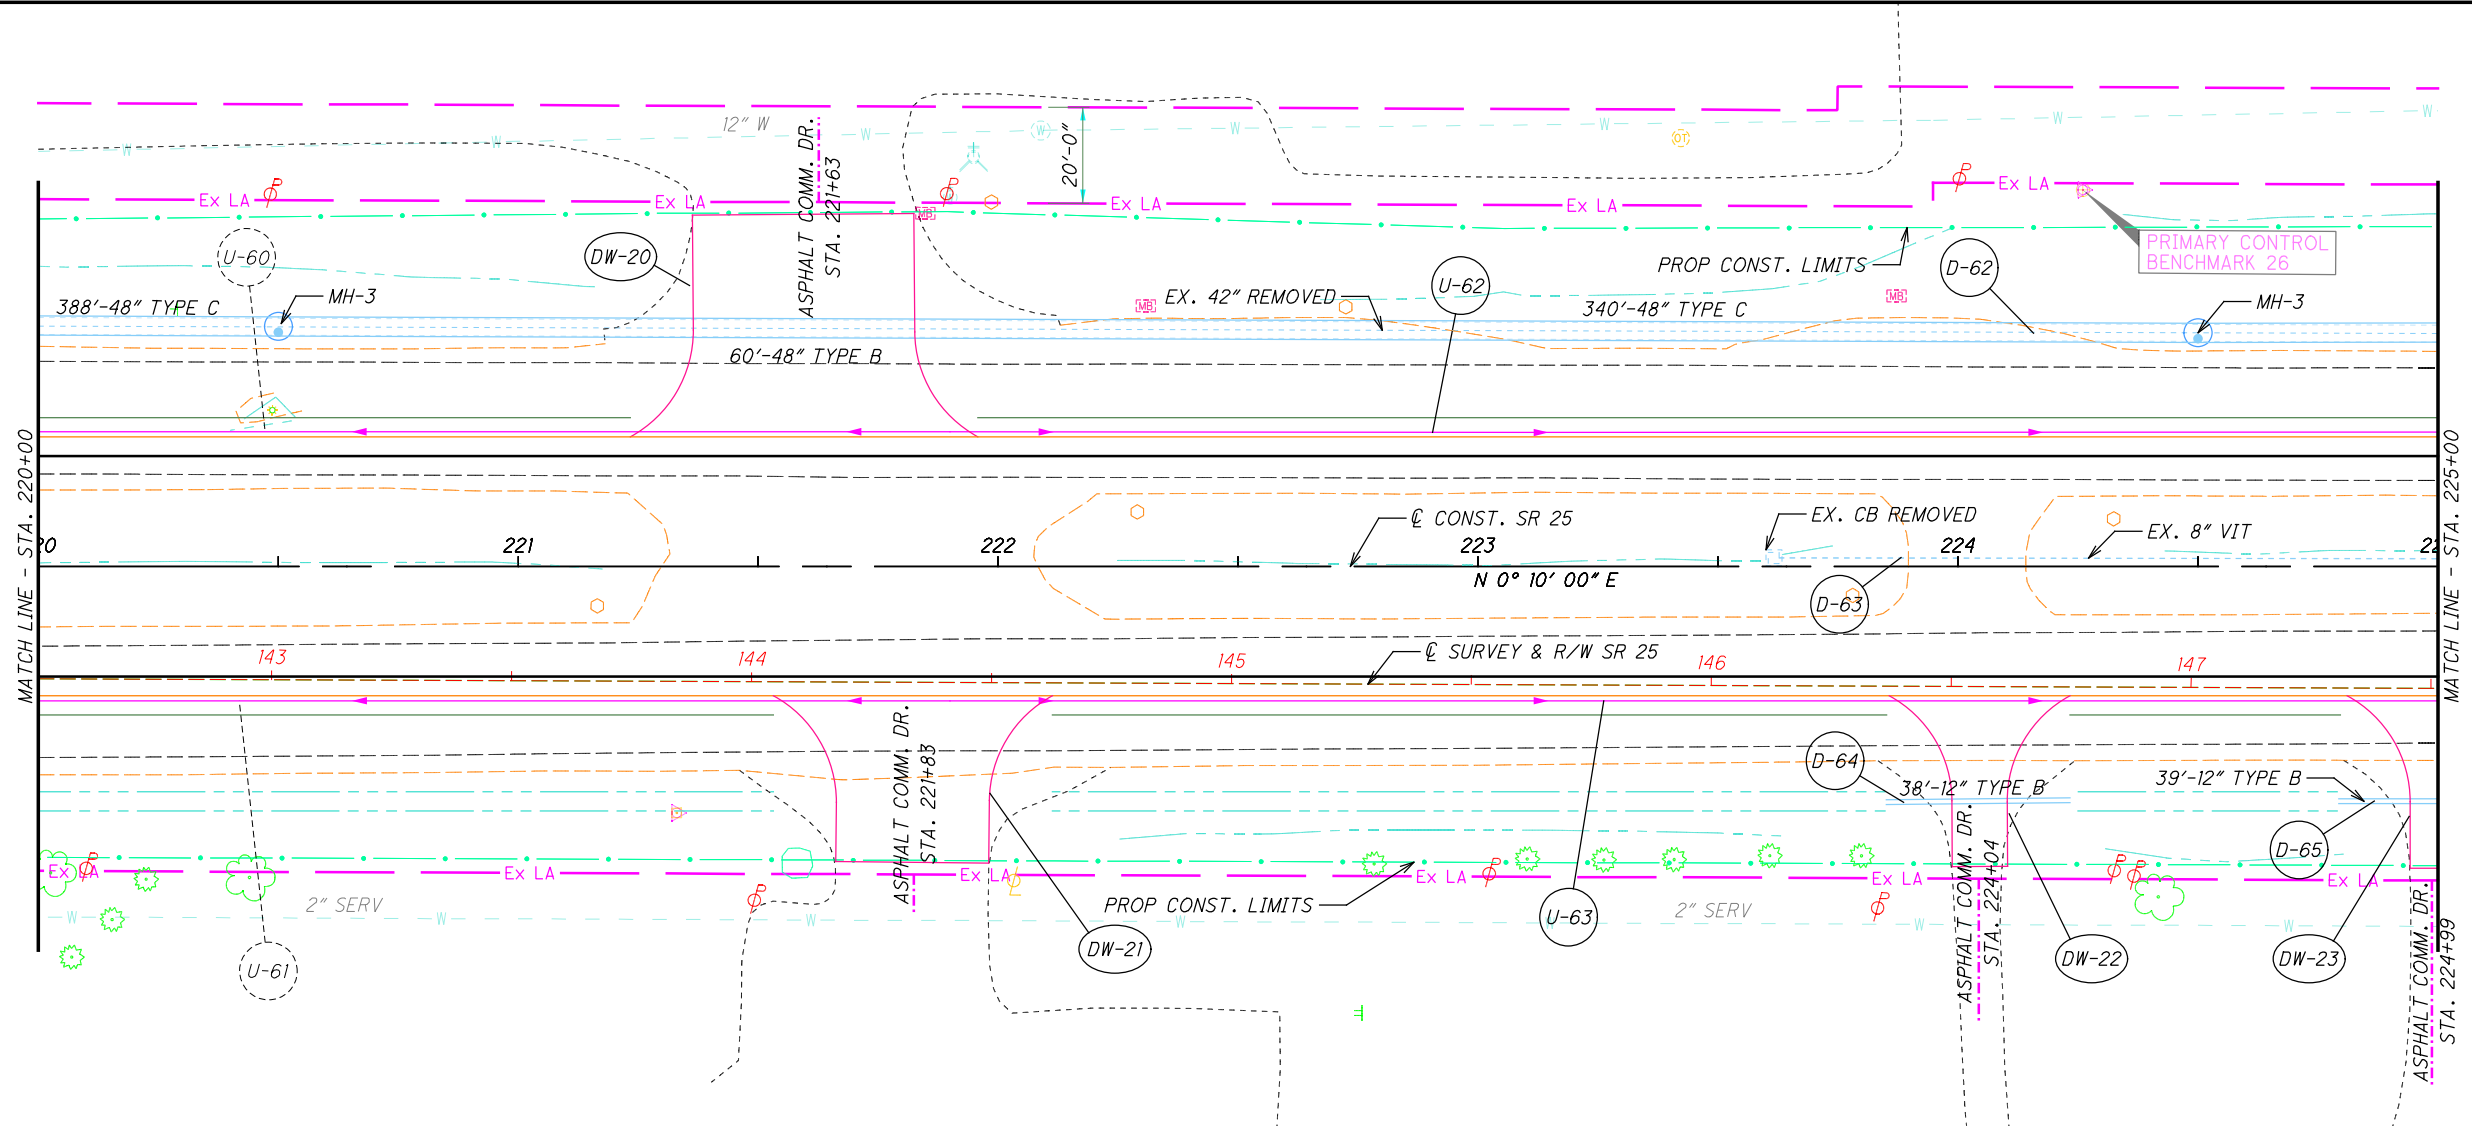 12" W
ASPHALT COMM. DR.
STA. 221+63
W
W
W
W
W
W
W
W
20'-0"
OT
P
P
P
Ex LA
Ex LA
Ex LA
Ex LA
Ex LA
MB
U-60
DW-20
PROP CONST. LIMITS
D-62
PRIMARY CONTROL
BENCHMARK 26
388'-48" TYPE C
MH-3
MB
EX. 42" REMOVED
U-62
340'-48" TYPE C
MB
MH-3
60'-48" TYPE B
MATCH LINE - STA. 220+00
MATCH LINE - STA. 225+00
20
221
222
223
224
22
℄ CONST. SR 25
EX. CB REMOVED
EX. 8" VIT
N 0° 10' 00" E
D-63
143
144
145
146
147
℄ SURVEY & R/W SR 25
ASPHALT COMM. DR.
STA. 221+83
D-64
38'-12" TYPE B
39'-12" TYPE B
D-65
P
P
P
P
P
P
Ex LA
Ex LA
Ex LA
Ex LA
Ex LA
Ex LA
2" SERV
PROP CONST. LIMITS
U-63
2" SERV
W
W
W
W
W
W
W
U-61
DW-21
ASPHALT COMM. DR.
STA. 224+04
DW-22
DW-23
ASPHALT COMM. DR.
STA. 224+99